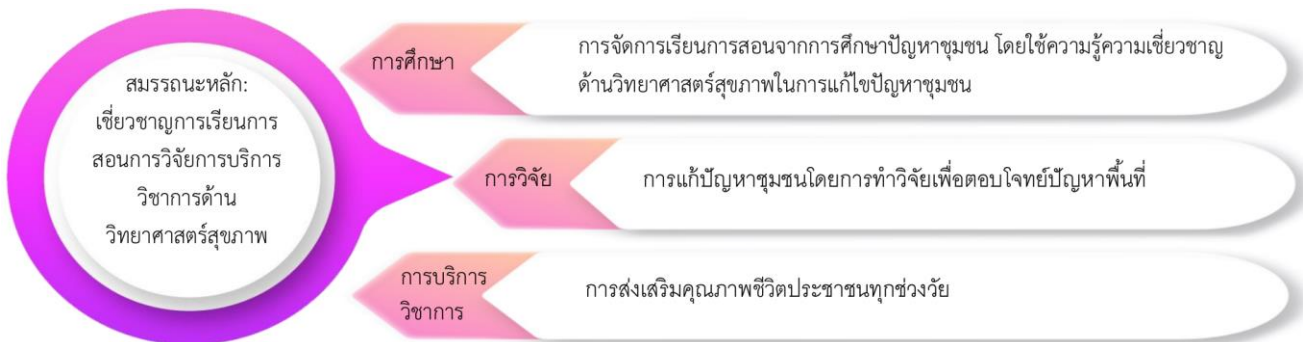 สมรรถนะหลัก:
เชี่ยวชาญการเรียนการ
สอนการวิจัยการบริการ
วิชาการด้าน
วิทยาศาสตร์สุขภาพ
การศึกษา
การจัดการเรียนการสอนจากการศึกษาปัญหาชุมชน โดยใช้ความรู้ความเชี่ยวชาญ
ด้านวิทยาศาสตร์สุขภาพในการแก้ไขปัญหาชุมชน
การวิจัย
การแก้ปัญหาชุมชนโดยการทำวิจัยเพื่อตอบโจทย์ปัญหาพื้นที่
การบริการ
วิชาการ
การส่งเสริมคุณภาพชีวิตประชาชนทุกช่วงวัย